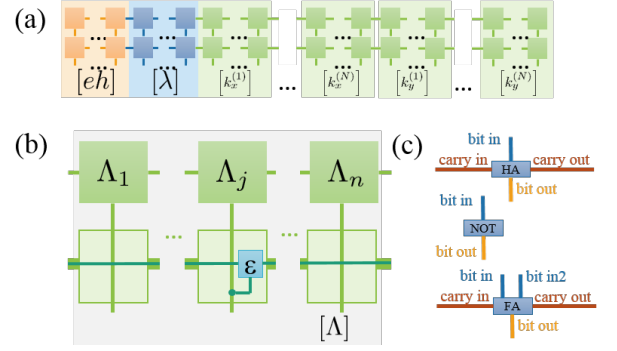 (a)
... ... ... ... ... ...
... ... ... ... ... ...
[eh] [λ] [k_x^{(1)}] ... [k_x^{(N)}] [k_y^{(1)}] ... [k_y^{(N)}]
(b)
Λ_1 Λ_j Λ_n
... ...
ε
[Λ]
(c)
bit in
carry in carry out
HA
bit out
bit in
NOT
bit out
bit in bit in2
carry in carry out
FA
bit out